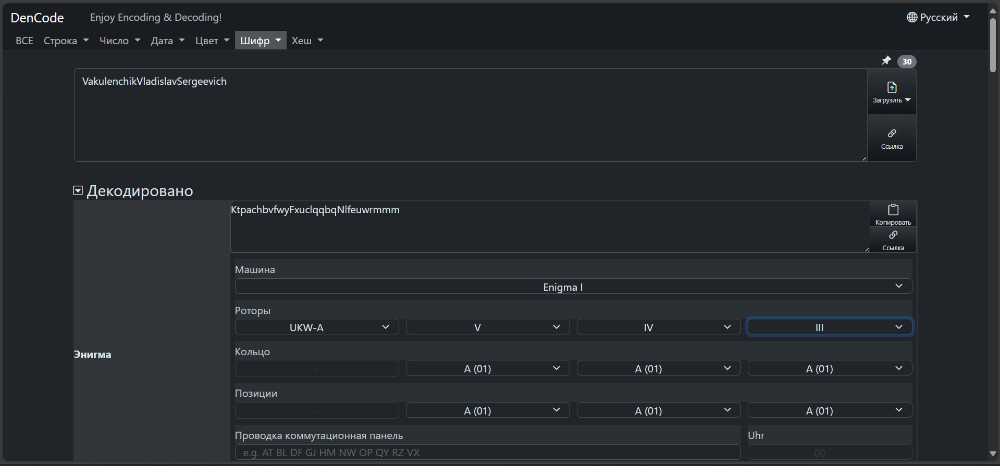 DenCode Enjoy Encoding & Decoding! Русский
ВСЕ Строка Число Дата Цвет Шифр Хеш
30
VakulenchikVladislavSergeevich
Загрузить
Ссылка
Декодировано
KtpachbvfwyFxuclqqbqNlfeuwrmmm
Копировать
Ссылка
Энигма
Машина
Enigma I
Роторы
UKW-A V IV III
Кольцо
- A (01) A (01) A (01)
Позиции
- A (01) A (01) A (01)
Проводка коммутационная панель Uhr
e.g. AT BL DF GJ HM NW OP QY RZ VX 00